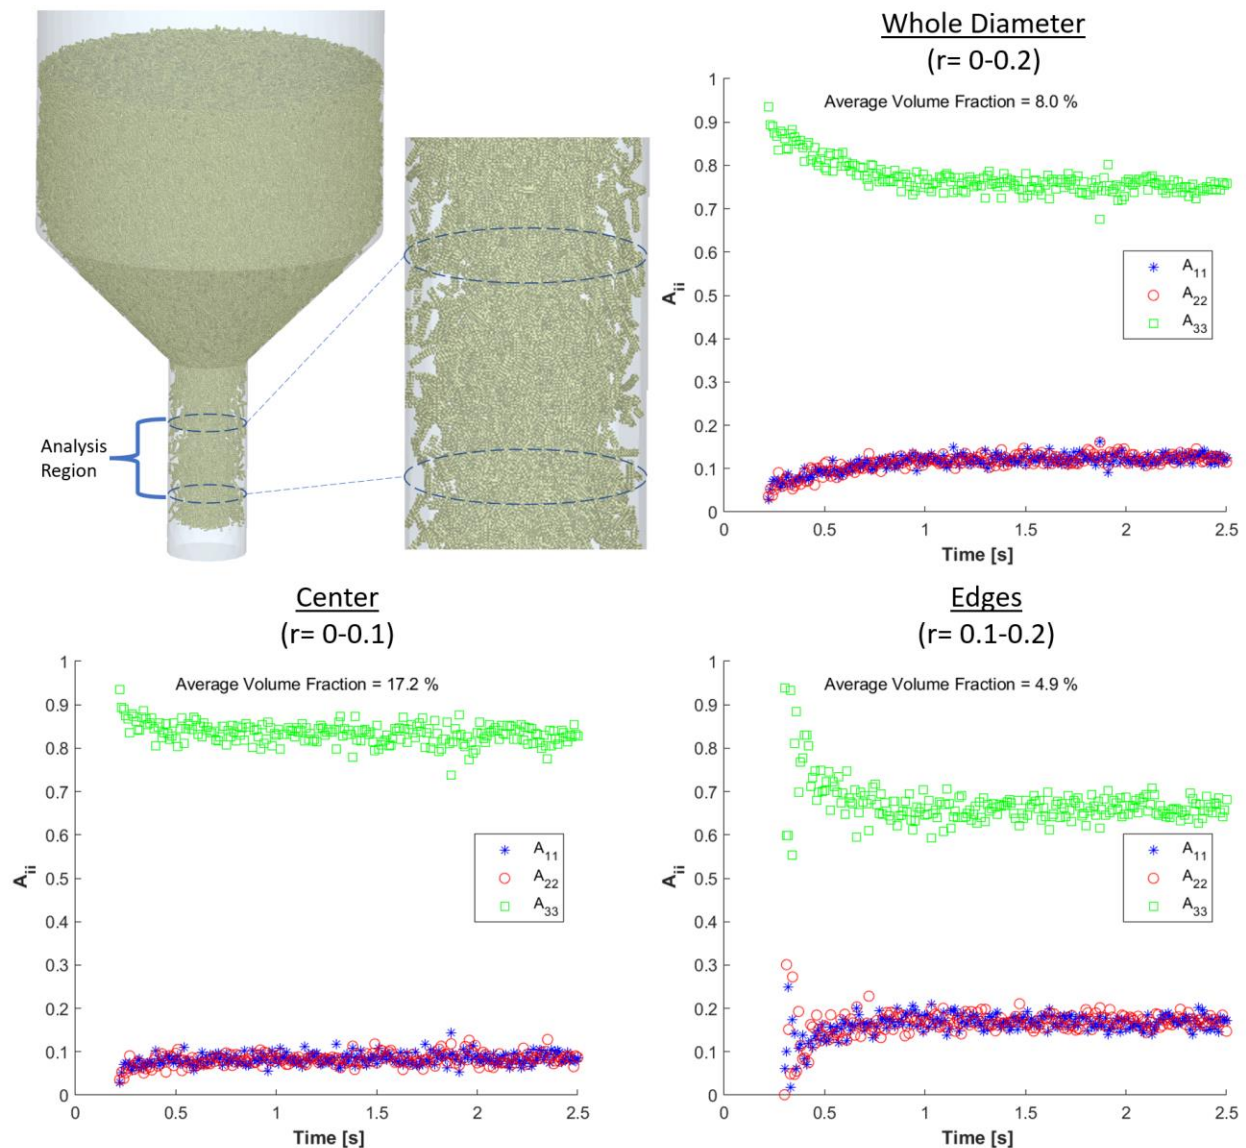 Analysis
Region
Whole Diameter
(r= 0-0.2)
Average Volume Fraction = 8.0 %
1
0.9
0.8
0.7
0.6
0.5
0.4
0.3
0.2
0.1
0
A_ii
A_11
A_22
A_33
0 0.5 1 1.5 2 2.5
Time [s]
Center
(r= 0-0.1)
Average Volume Fraction = 17.2 %
1
0.9
0.8
0.7
0.6
0.5
0.4
0.3
0.2
0.1
0
A_ii
A_11
A_22
A_33
0 0.5 1 1.5 2 2.5
Time [s]
Edges
(r= 0.1-0.2)
Average Volume Fraction = 4.9 %
1
0.9
0.8
0.7
0.6
0.5
0.4
0.3
0.2
0.1
0
A_ii
A_11
A_22
A_33
0 0.5 1 1.5 2 2.5
Time [s]